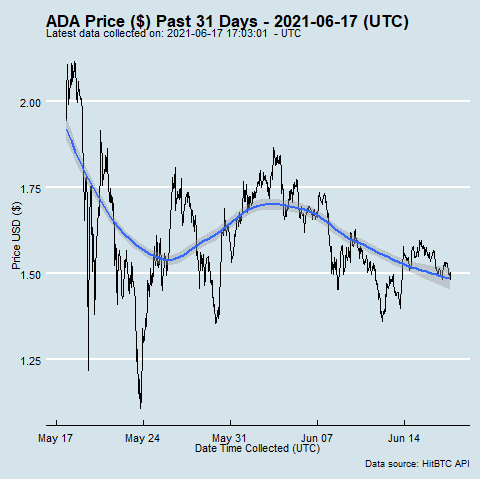 ADA Price ($) Past 31 Days - 2021-06-17 (UTC)
Latest data collected on: 2021-06-17 17:03:01 - UTC
Price USD ($)
2.00
1.75
1.50
1.25
May 17 May 24 May 31 Jun 07 Jun 14
Date Time Collected (UTC)
Data source: HitBTC API